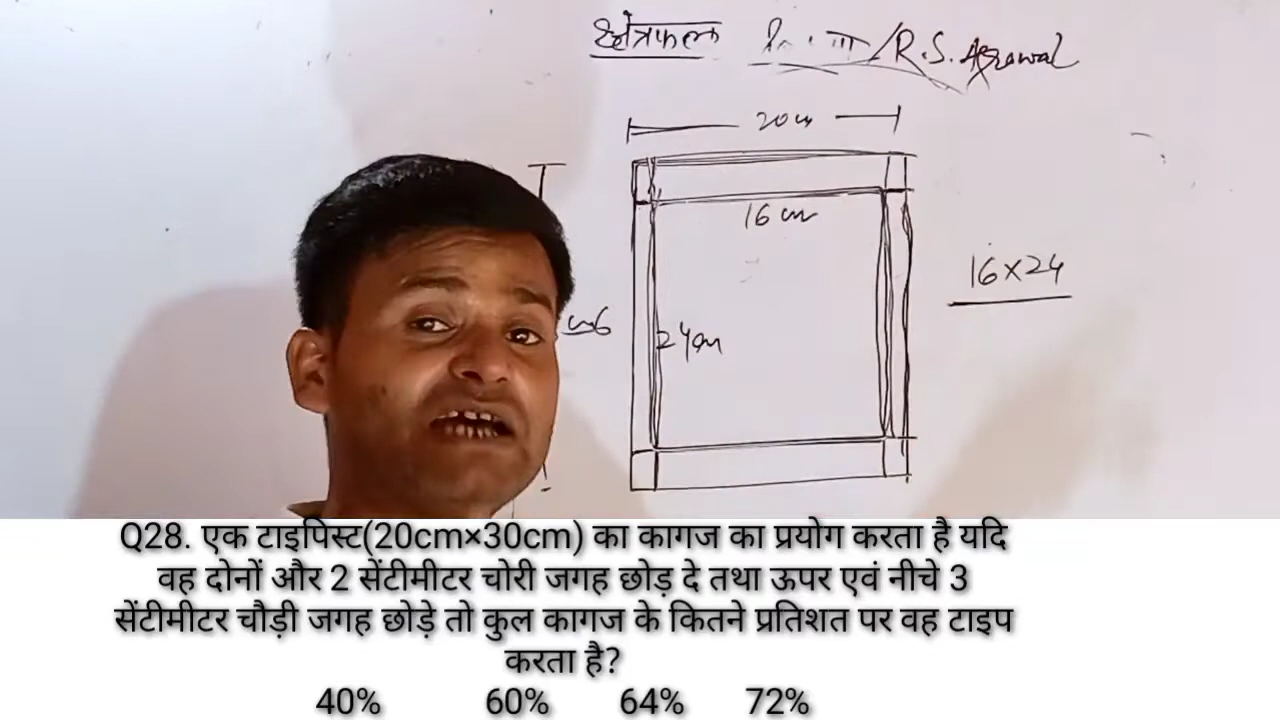 क्षेत्रफल /R.S. Agrawal
20cm
16 cm
16×24
24cm
Q28. एक टाइपिस्ट(20cm×30cm) का कागज का प्रयोग करता है यदि
वह दोनों और 2 सेंटीमीटर चोरी जगह छोड़ दे तथा ऊपर एवं नीचे 3
सेंटीमीटर चौड़ी जगह छोड़े तो कुल कागज के कितने प्रतिशत पर वह टाइप
करता है?
40% 60% 64% 72%